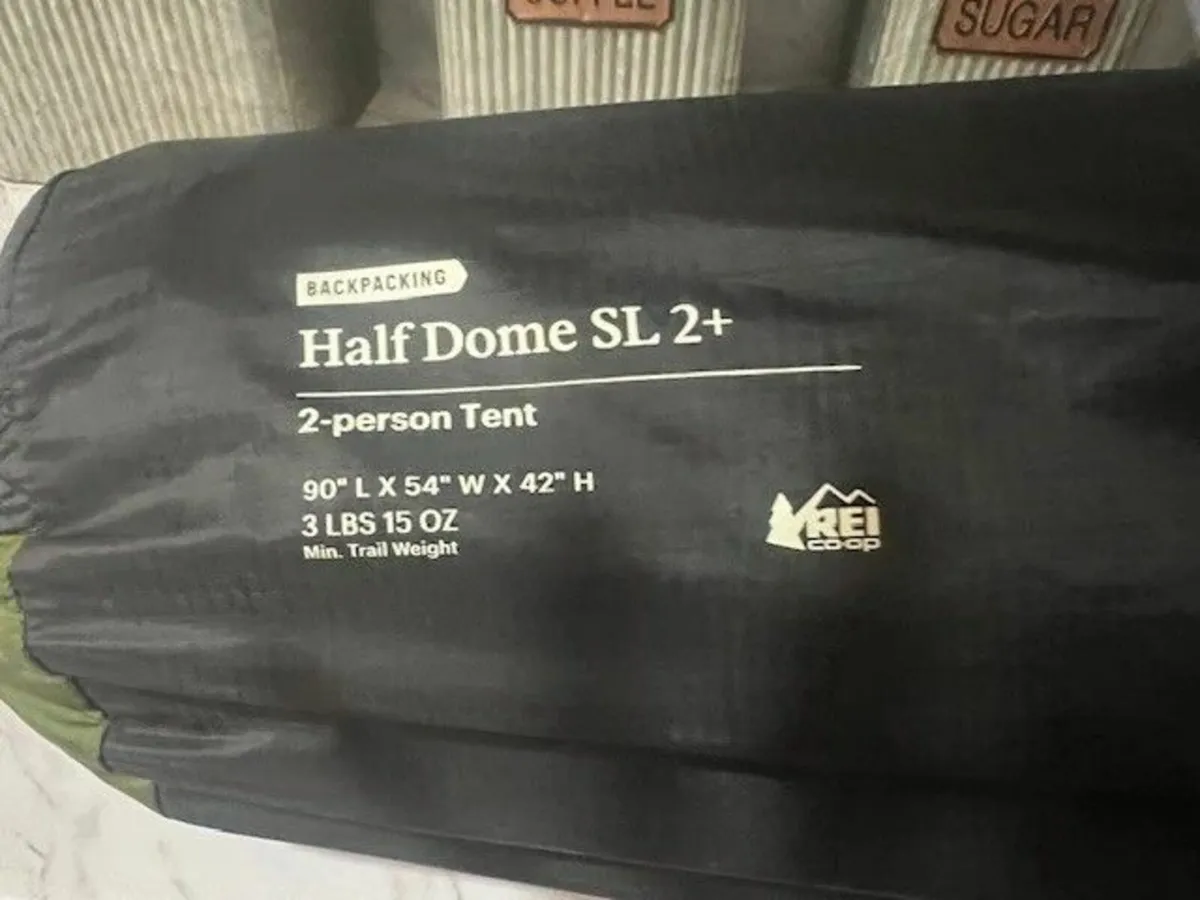 SUGAR
BACKPACKING
Half Dome SL 2+
2-person Tent
90" L X 54" W X 42" H
3 LBS 15 OZ
Min. Trail Weight
REI
co-op